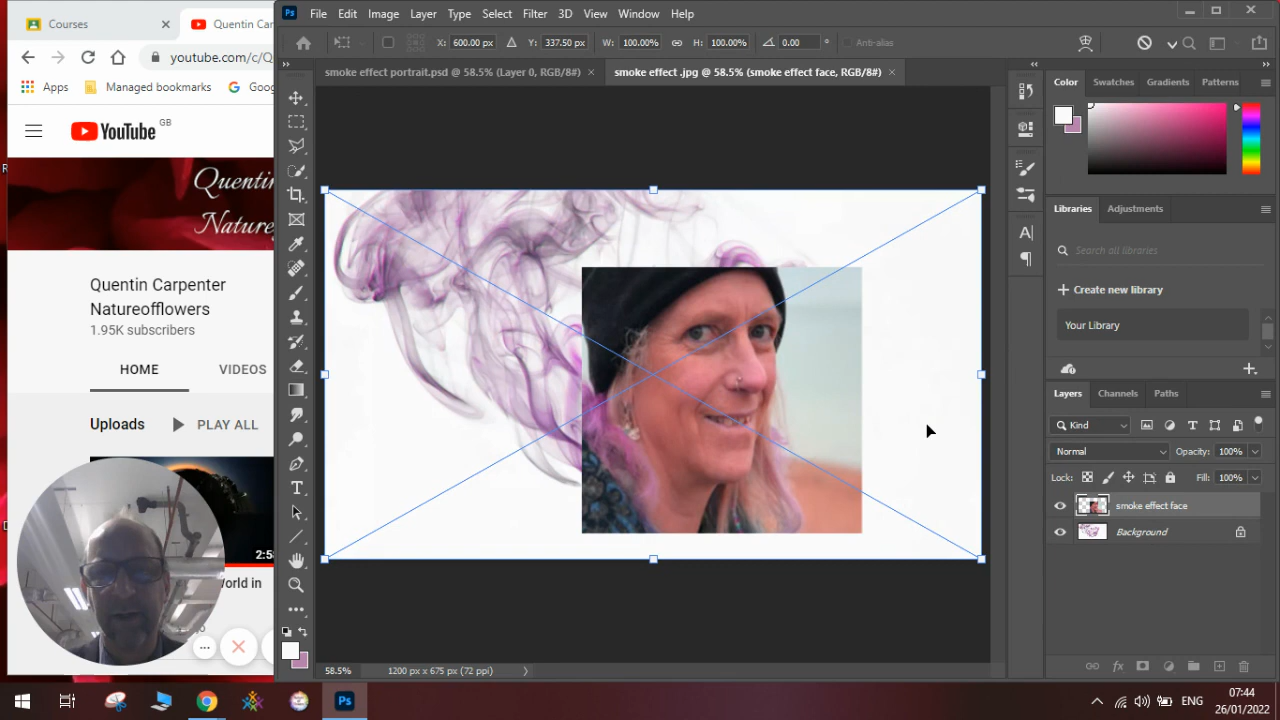 Courses
Quentin Car
youtube.com/c/Q
Apps
Managed bookmarks
Goog
YouTube GB
Quentin
Nature
Quentin Carpenter
Natureofflowers
1.95K subscribers
HOME
VIDEOS
Uploads
PLAY ALL
2:5
orld in
Ps
File Edit Image Layer Type Select Filter 3D View Window Help
X: 600.00 px Y: 337.50 px W: 100.00% H: 100.00% 0.00 ° Anti-alias
smoke effect portrait.psd @ 58.5% (Layer 0, RGB/8#) ×
smoke effect .jpg @ 58.5% (smoke effect face, RGB/8#) ×
Color Swatches Gradients Patterns
Libraries Adjustments
Search all libraries
Create new library
Your Library
Layers Channels Paths
Kind
Normal Opacity: 100%
Lock: Fill: 100%
smoke effect face
Background
58.5% 1200 px x 675 px (72 ppi)
Ps
ENG
07:44
26/01/2022